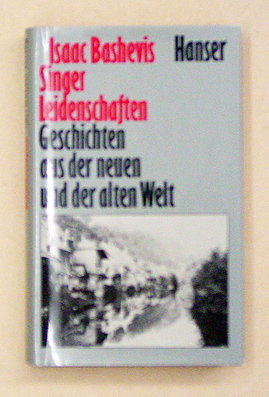 Isaac Bashevis Hanser
Singer
Leidenschaften
Geschichten
aus der neuen
und der alten Welt